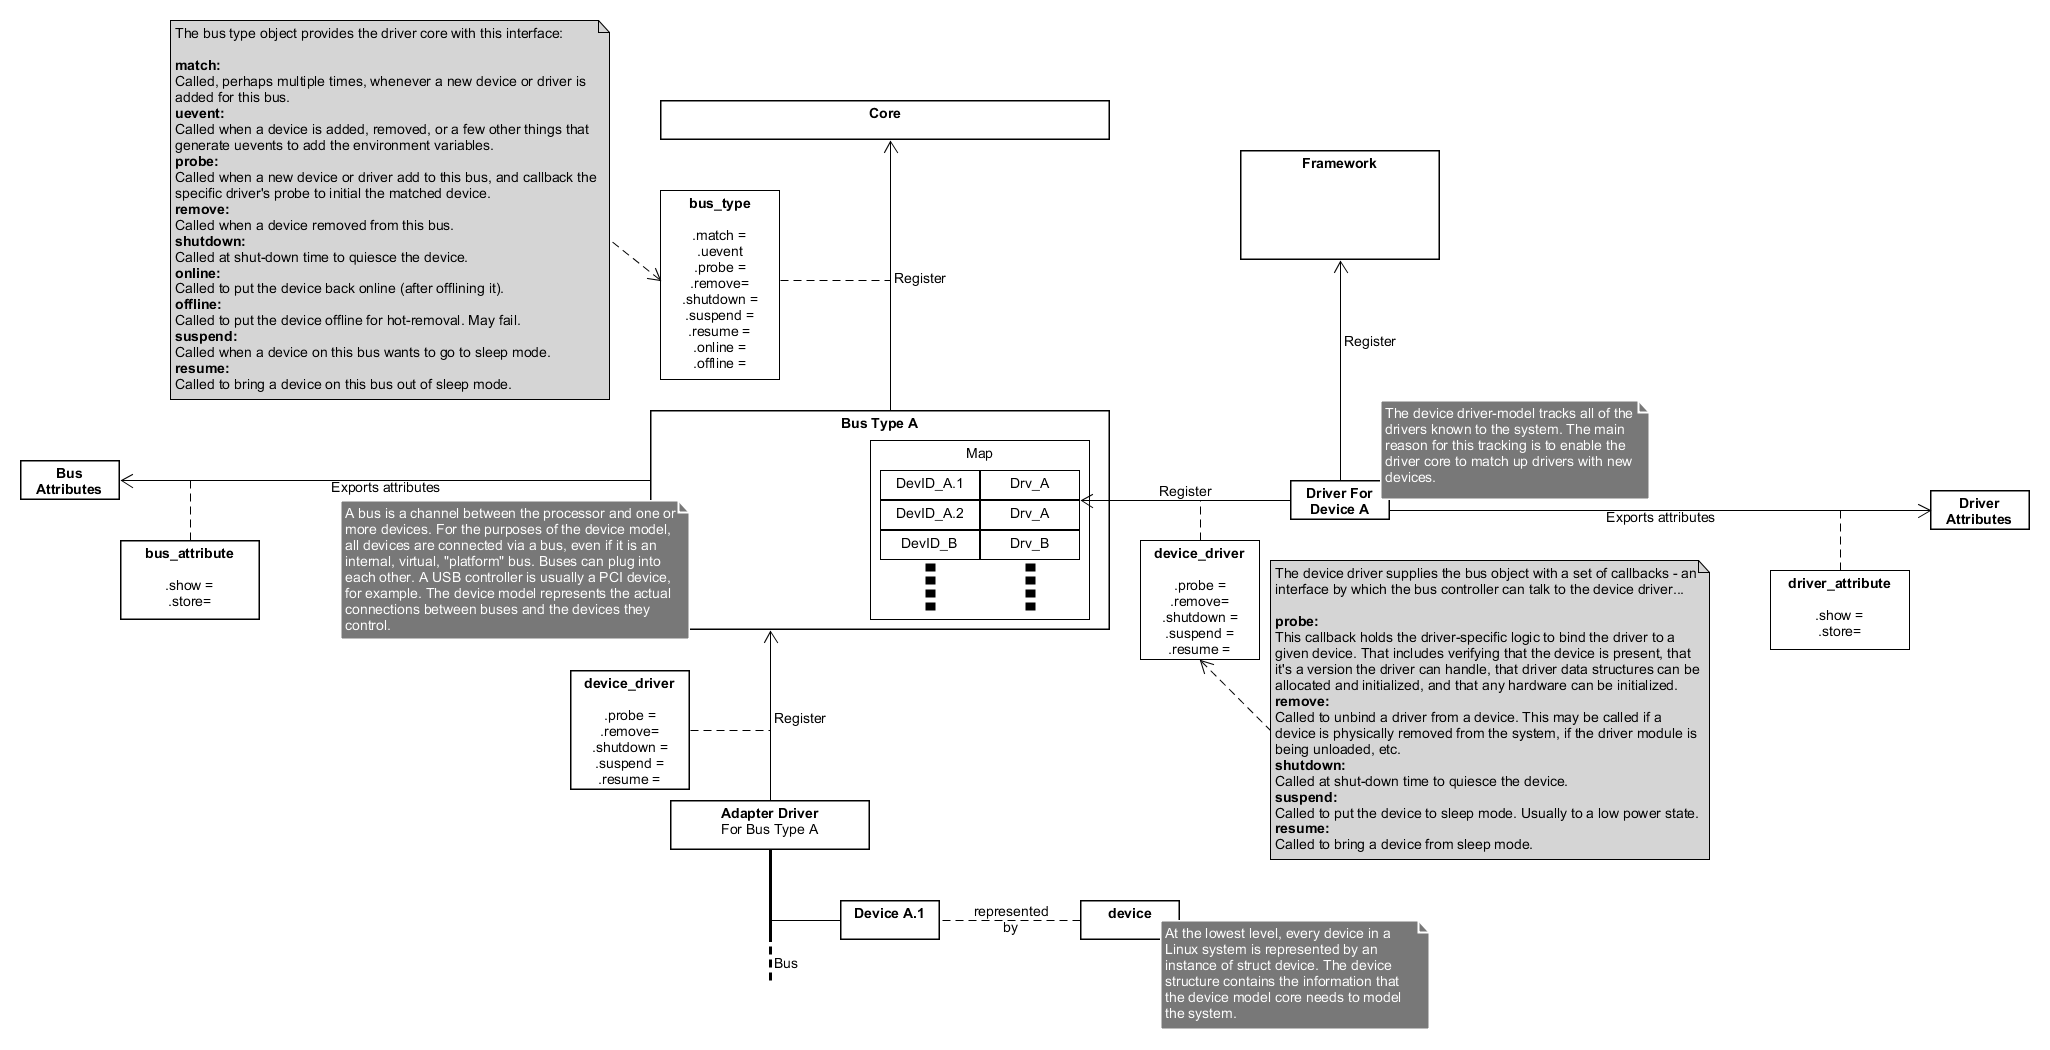 The bus type object provides the driver core with this interface:
match:
Called, perhaps multiple times, whenever a new device or driver is
added for this bus.
uevent:
Called when a device is added, removed, or a few other things that
generate uevents to add the environment variables.
probe:
Called when a new device or driver add to this bus, and callback the
specific driver's probe to initial the matched device.
remove:
Called when a device removed from this bus.
shutdown:
Called at shut-down time to quiesce the device.
online:
Called to put the device back online (after offlining it).
offline:
Called to put the device offline for hot-removal. May fail.
suspend:
Called when a device on this bus wants to go to sleep mode.
resume:
Called to bring a device on this bus out of sleep mode.
Core
bus_type
.match =
.uevent
.probe =
.remove=
.shutdown =
.suspend =
.resume =
.online =
.offline =
Register
Framework
Register
Bus Type A
Map
DevID_A.1 Drv_A
DevID_A.2 Drv_A
DevID_B Drv_B
Bus
Attributes
Exports attributes
bus_attribute
.show =
.store=
A bus is a channel between the processor and one or
more devices. For the purposes of the device model,
all devices are connected via a bus, even if it is an
internal, virtual, "platform" bus. Buses can plug into
each other. A USB controller is usually a PCI device,
for example. The device model represents the actual
connections between buses and the devices they
control.
The device driver-model tracks all of the
drivers known to the system. The main
reason for this tracking is to enable the
driver core to match up drivers with new
devices.
Register
Driver For
Device A
Exports attributes
Driver
Attributes
device_driver
.probe =
.remove=
.shutdown =
.suspend =
.resume =
driver_attribute
.show =
.store=
The device driver supplies the bus object with a set of callbacks - an
interface by which the bus controller can talk to the device driver...
probe:
This callback holds the driver-specific logic to bind the driver to a
given device. That includes verifying that the device is present, that
it's a version the driver can handle, that driver data structures can be
allocated and initialized, and that any hardware can be initialized.
remove:
Called to unbind a driver from a device. This may be called if a
device is physically removed from the system, if the driver module is
being unloaded, etc.
shutdown:
Called at shut-down time to quiesce the device.
suspend:
Called to put the device to sleep mode. Usually to a low power state.
resume:
Called to bring a device from sleep mode.
device_driver
.probe =
.remove=
.shutdown =
.suspend =
.resume =
Register
Adapter Driver
For Bus Type A
Device A.1
represented
by
device
Bus
At the lowest level, every device in a
Linux system is represented by an
instance of struct device. The device
structure contains the information that
the device model core needs to model
the system.